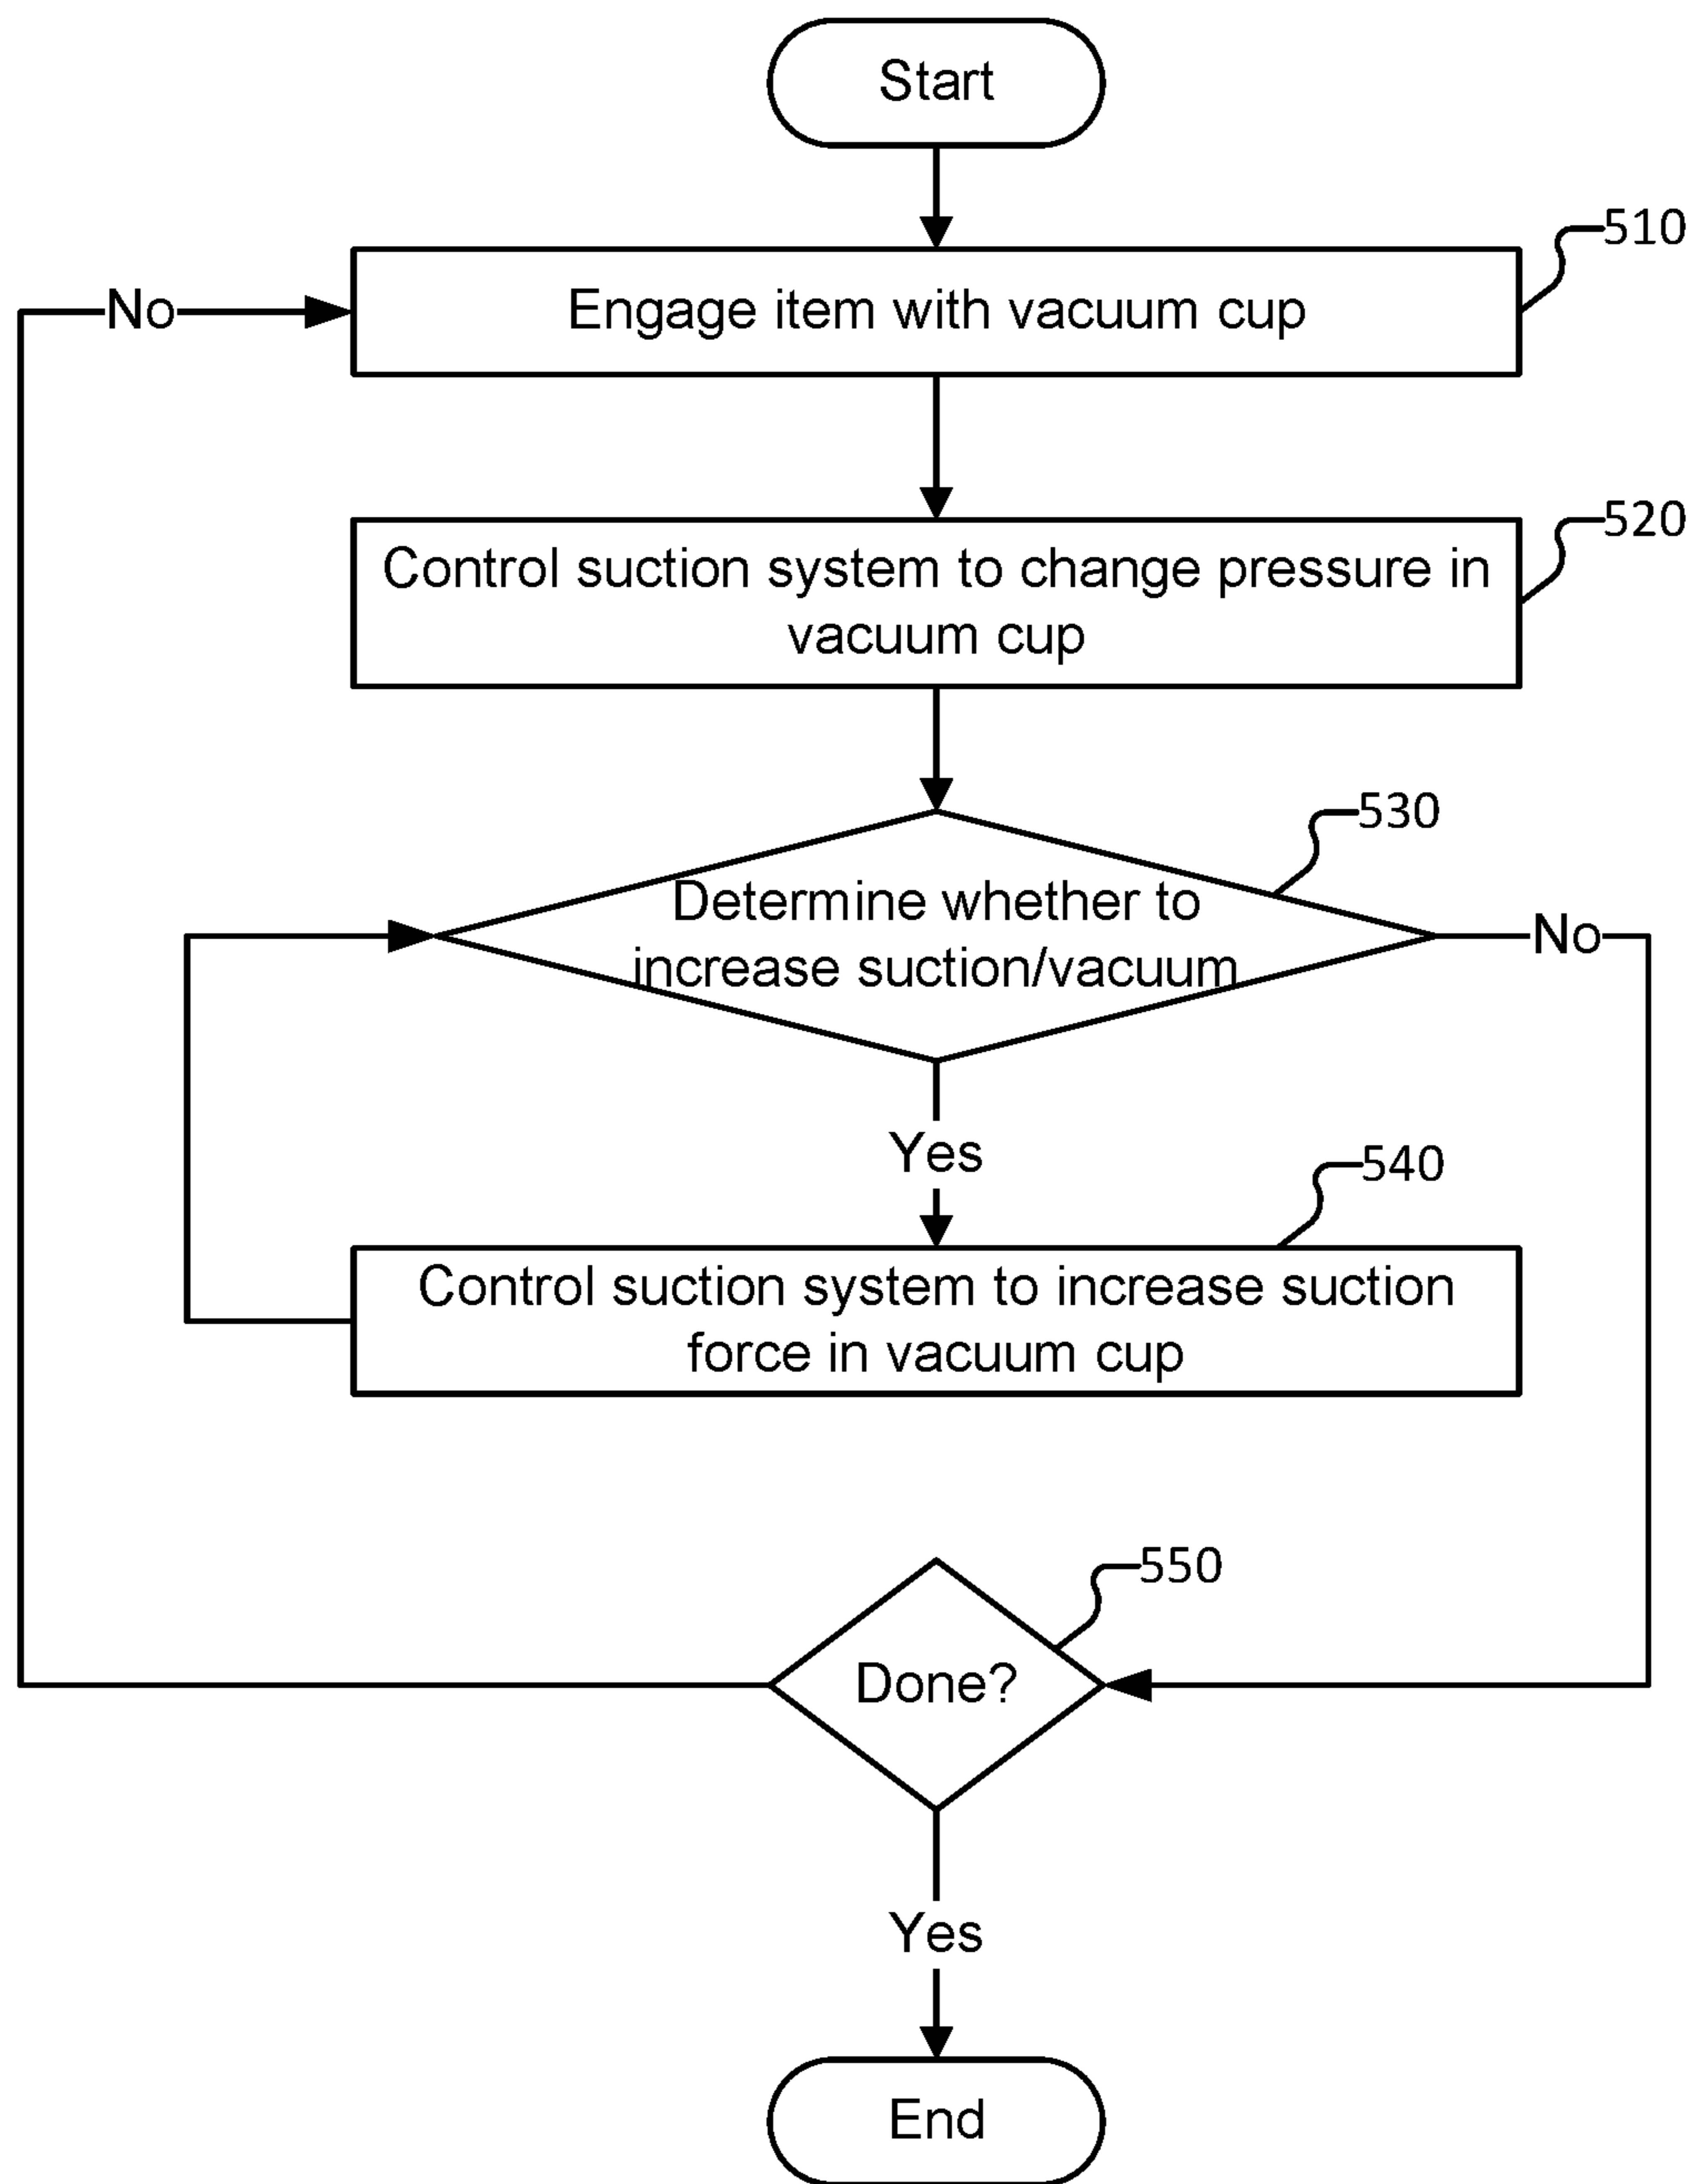 Start
510
No
Engage item with vacuum cup
520
Control suction system to change pressure in
vacuum cup
530
Determine whether to
increase suction/vacuum
No
Yes
540
Control suction system to increase suction
force in vacuum cup
550
Done?
Yes
End